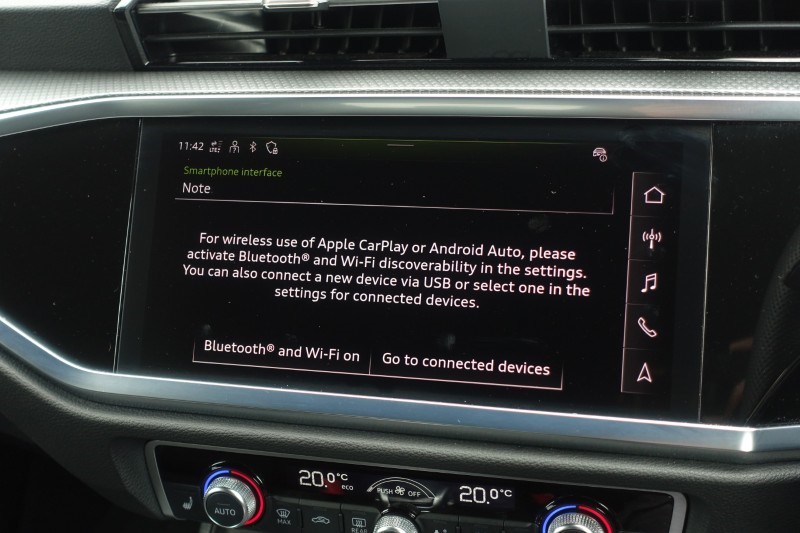 11:42 LTE
Smartphone interface
Note
For wireless use of Apple CarPlay or Android Auto, please
activate Bluetooth® and Wi-Fi discoverability in the settings.
You can also connect a new device via USB or select one in the
settings for connected devices.
Bluetooth® and Wi-Fi on
Go to connected devices
20.0°C
eco
PUSH OFF
20.0°C
AUTO
MAX
REAR